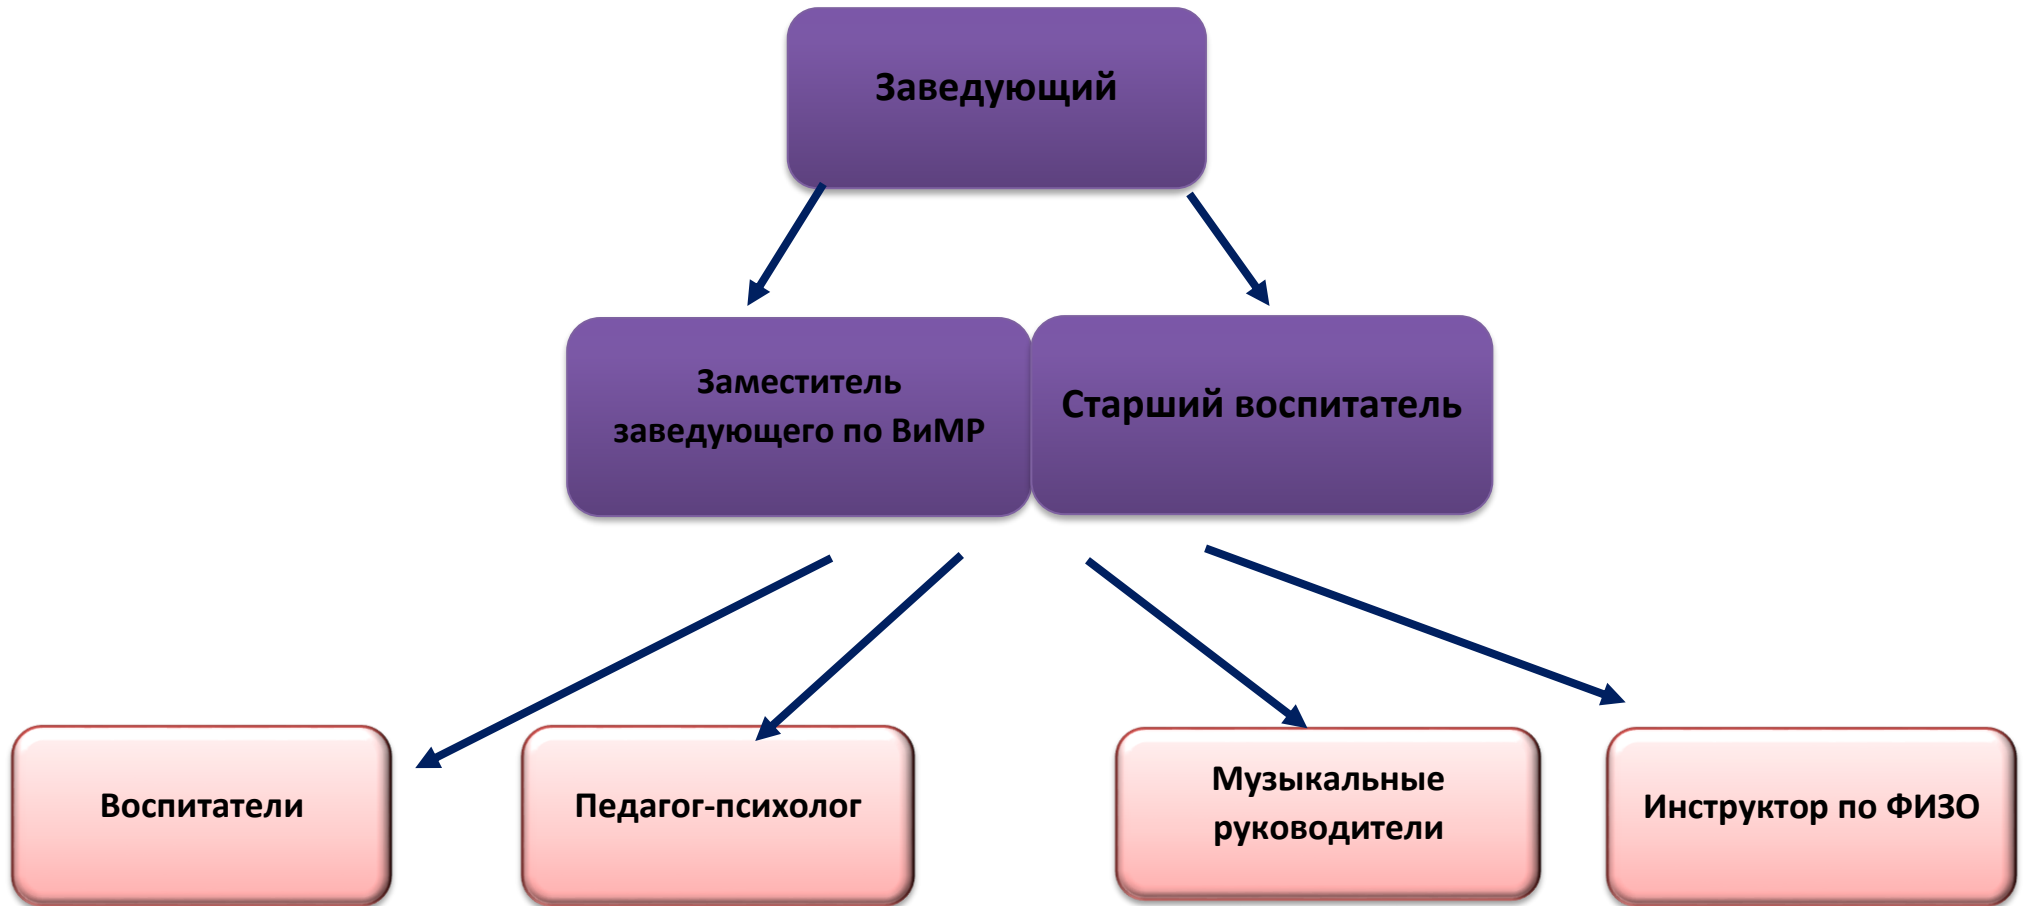 Заведующий
Заместитель
заведующего по ВиМР
Старший воспитатель
Воспитатели
Педагог-психолог
Музыкальные
руководители
Инструктор по ФИЗО